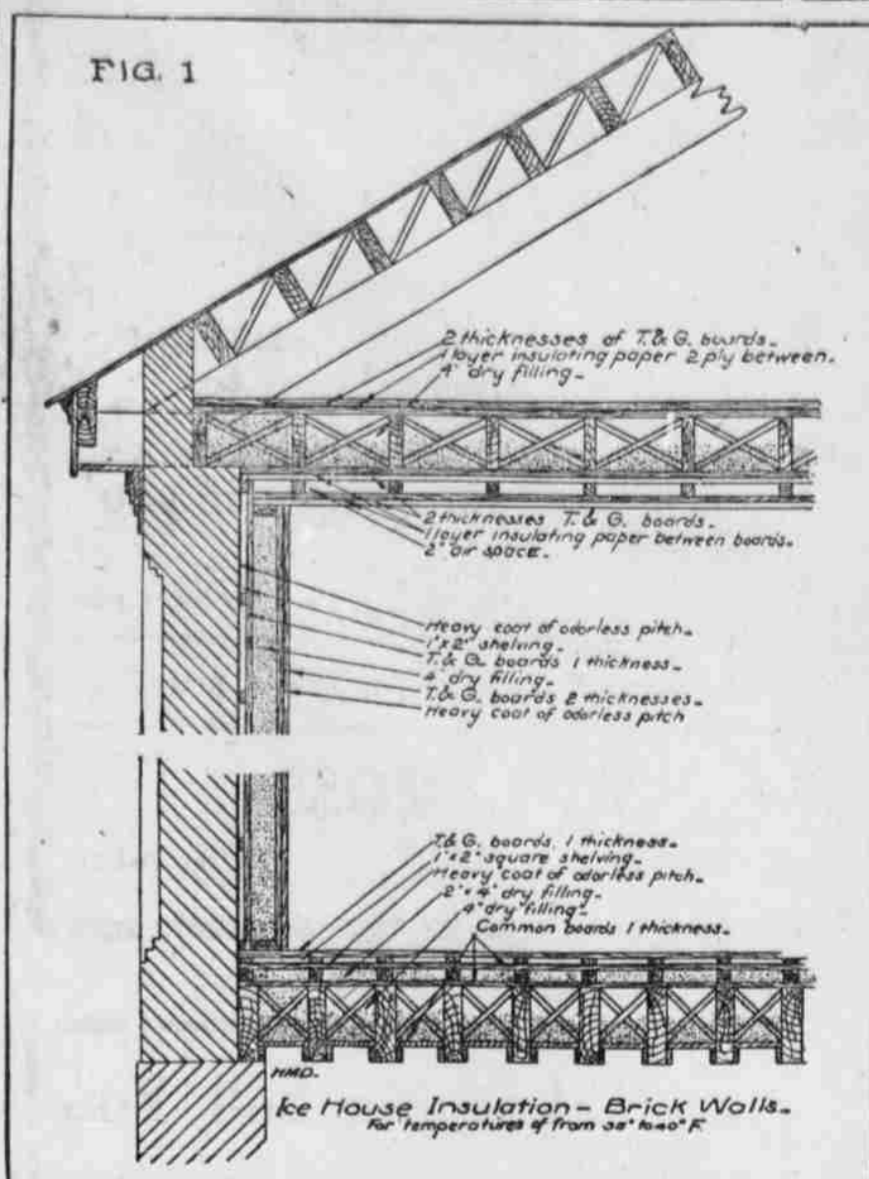 FIG. 1
2 thicknesses of T. & G. boards.
1 layer insulating paper 2 ply between.
4" dry filling.
2 thicknesses T. & G. boards.
1 layer insulating paper between boards.
2" air space.
Heavy coat of odorless pitch.
1" x 2" shelving.
T. & G. boards 1 thickness.
4" dry filling.
T. & G. boards 2 thicknesses.
Heavy coat of odorless pitch
T. & G. boards, 1 thickness.
1" x 2" square shelving.
Heavy coat of odorless pitch.
2" x 4" dry filling.
4" dry filling.
Common boards 1 thickness.
HMD.
Ice House Insulation - Brick Walls.
For temperatures of from 35° to 40° F.